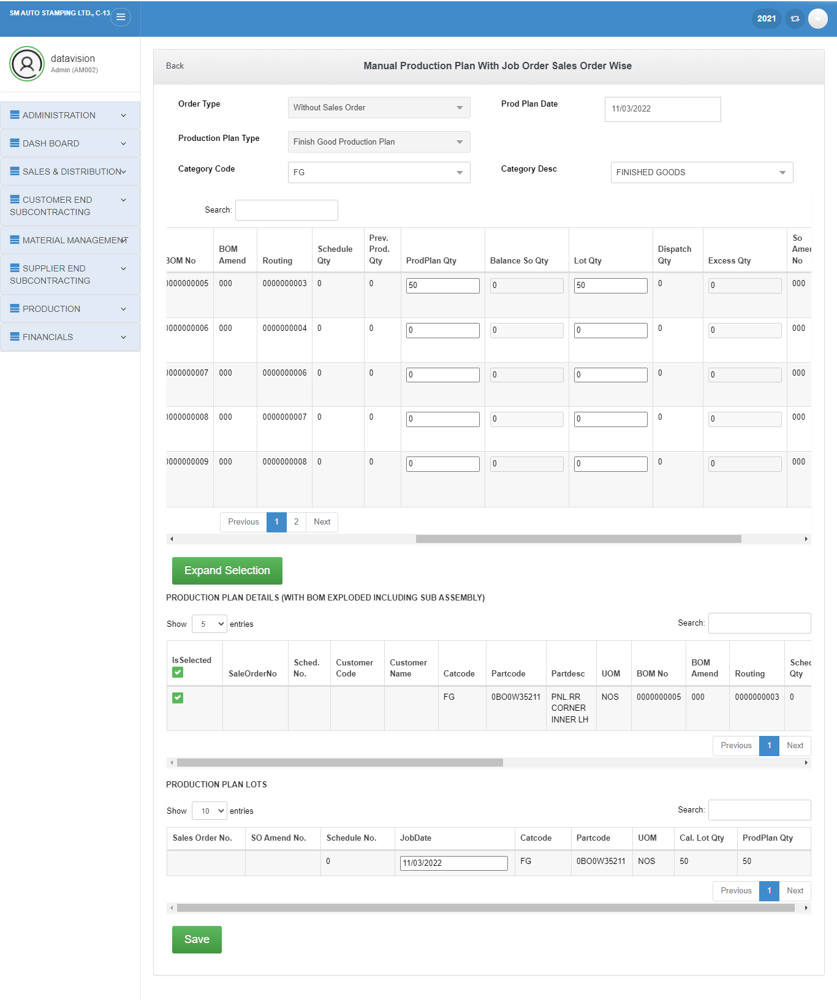 SM AUTO STAMPING LTD., C-13
2021
datavision
Admin (AM002)
ADMINISTRATION
DASH BOARD
SALES & DISTRIBUTION
CUSTOMER END
SUBCONTRACTING
MATERIAL MANAGEMENT
SUPPLIER END
SUBCONTRACTING
PRODUCTION
FINANCIALS
Back
Manual Production Plan With Job Order Sales Order Wise
Order Type Without Sales Order Prod Plan Date 11/03/2022
Production Plan Type Finish Good Production Plan
Category Code FG Category Desc FINISHED GOODS
Search:
BOM No BOM Amend Routing Schedule Qty Prev. Prod. Qty ProdPlan Qty Balance So Qty Lot Qty Dispatch Qty Excess Qty So Amen No
0000000005 000 0000000003 0 0 50 0 50 0 0 000
0000000006 000 0000000004 0 0 0 0 0 0 0 000
0000000007 000 0000000006 0 0 0 0 0 0 0 000
0000000008 000 0000000007 0 0 0 0 0 0 0 000
0000000009 000 0000000008 0 0 0 0 0 0 0 000
Previous 1 2 Next
Expand Selection
PRODUCTION PLAN DETAILS (WITH BOM EXPLODED INCLUDING SUB ASSEMBLY)
Show 5 entries Search:
IsSelected SaleOrderNo Sched. No. Customer Code Customer Name Catcode Partcode Partdesc UOM BOM No BOM Amend Routing Sched Qty
FG 0BO0W35211 PNL.RR CORNER INNER LH NOS 0000000005 000 0000000003 0
Previous 1 Next
PRODUCTION PLAN LOTS
Show 10 entries Search:
Sales Order No. SO Amend No. Schedule No. JobDate Catcode Partcode UOM Cal. Lot Qty ProdPlan Qty
0 11/03/2022 FG 0BO0W35211 NOS 50 50
Previous 1 Next
Save